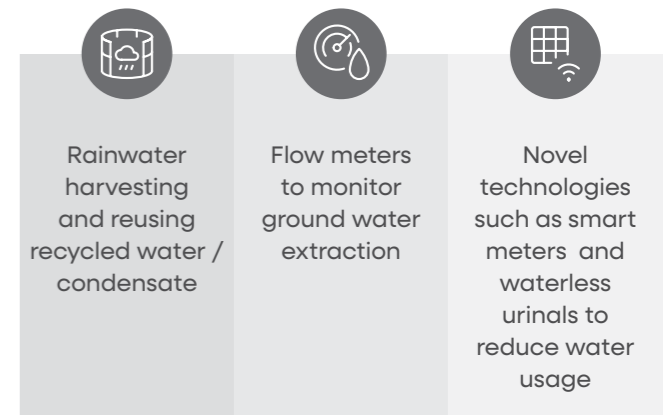 Rainwater
harvesting
and reusing
recycled water /
condensate
Flow meters
to monitor
ground water
extraction
Novel
technologies
such as smart
meters and
waterless
urinals to
reduce water
usage